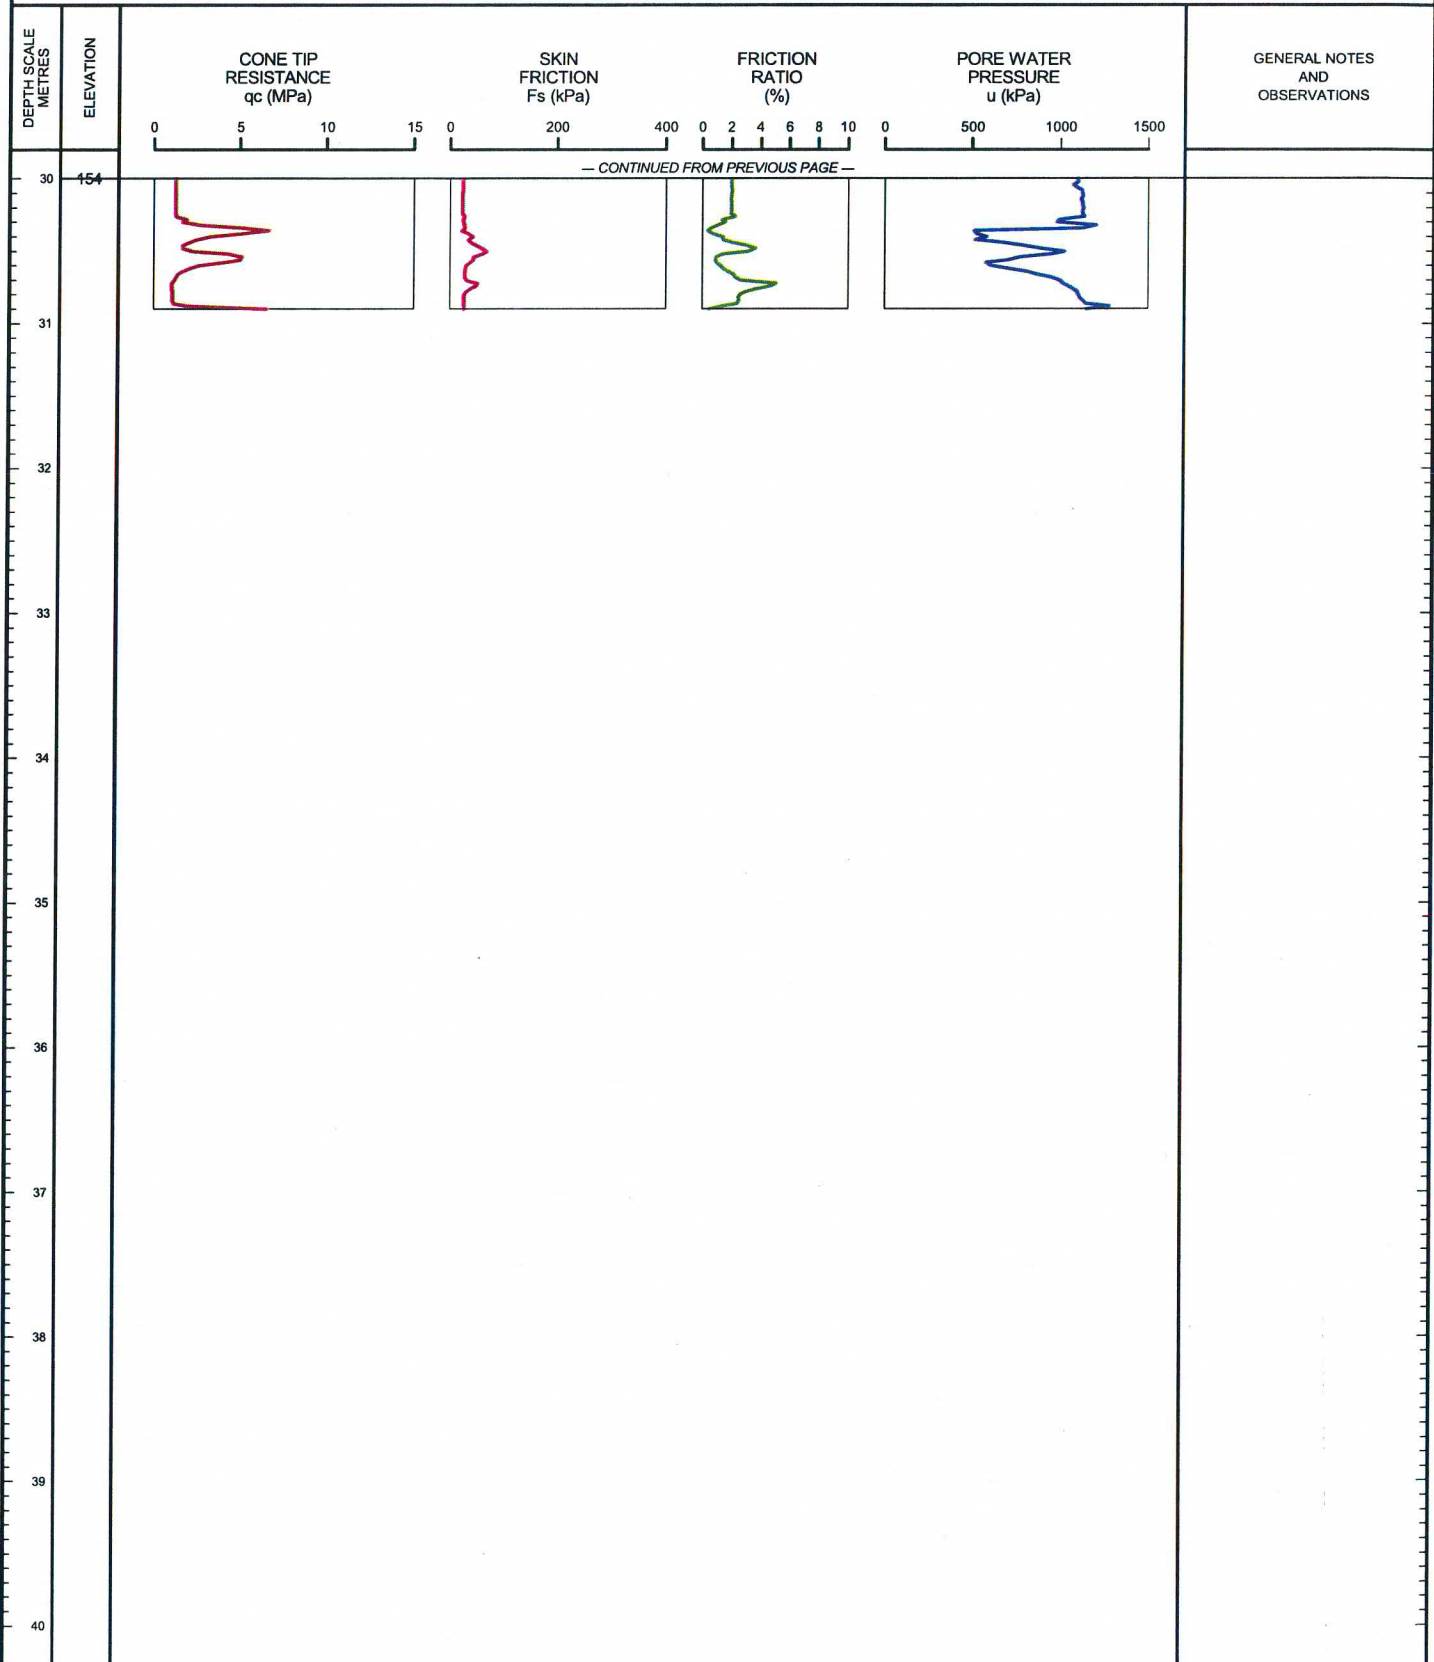 DEPTH SCALE
METRES
ELEVATION
CONE TIP
RESISTANCE
qc (MPa)
SKIN
FRICTION
Fs (kPa)
FRICTION
RATIO
(%)
PORE WATER
PRESSURE
u (kPa)
GENERAL NOTES
AND
OBSERVATIONS
0 5 10 15 0 200 400 0 2 4 6 8 10 0 500 1000 1500
— CONTINUED FROM PREVIOUS PAGE —
30 154
31
32
33
34
35
36
37
38
39
40